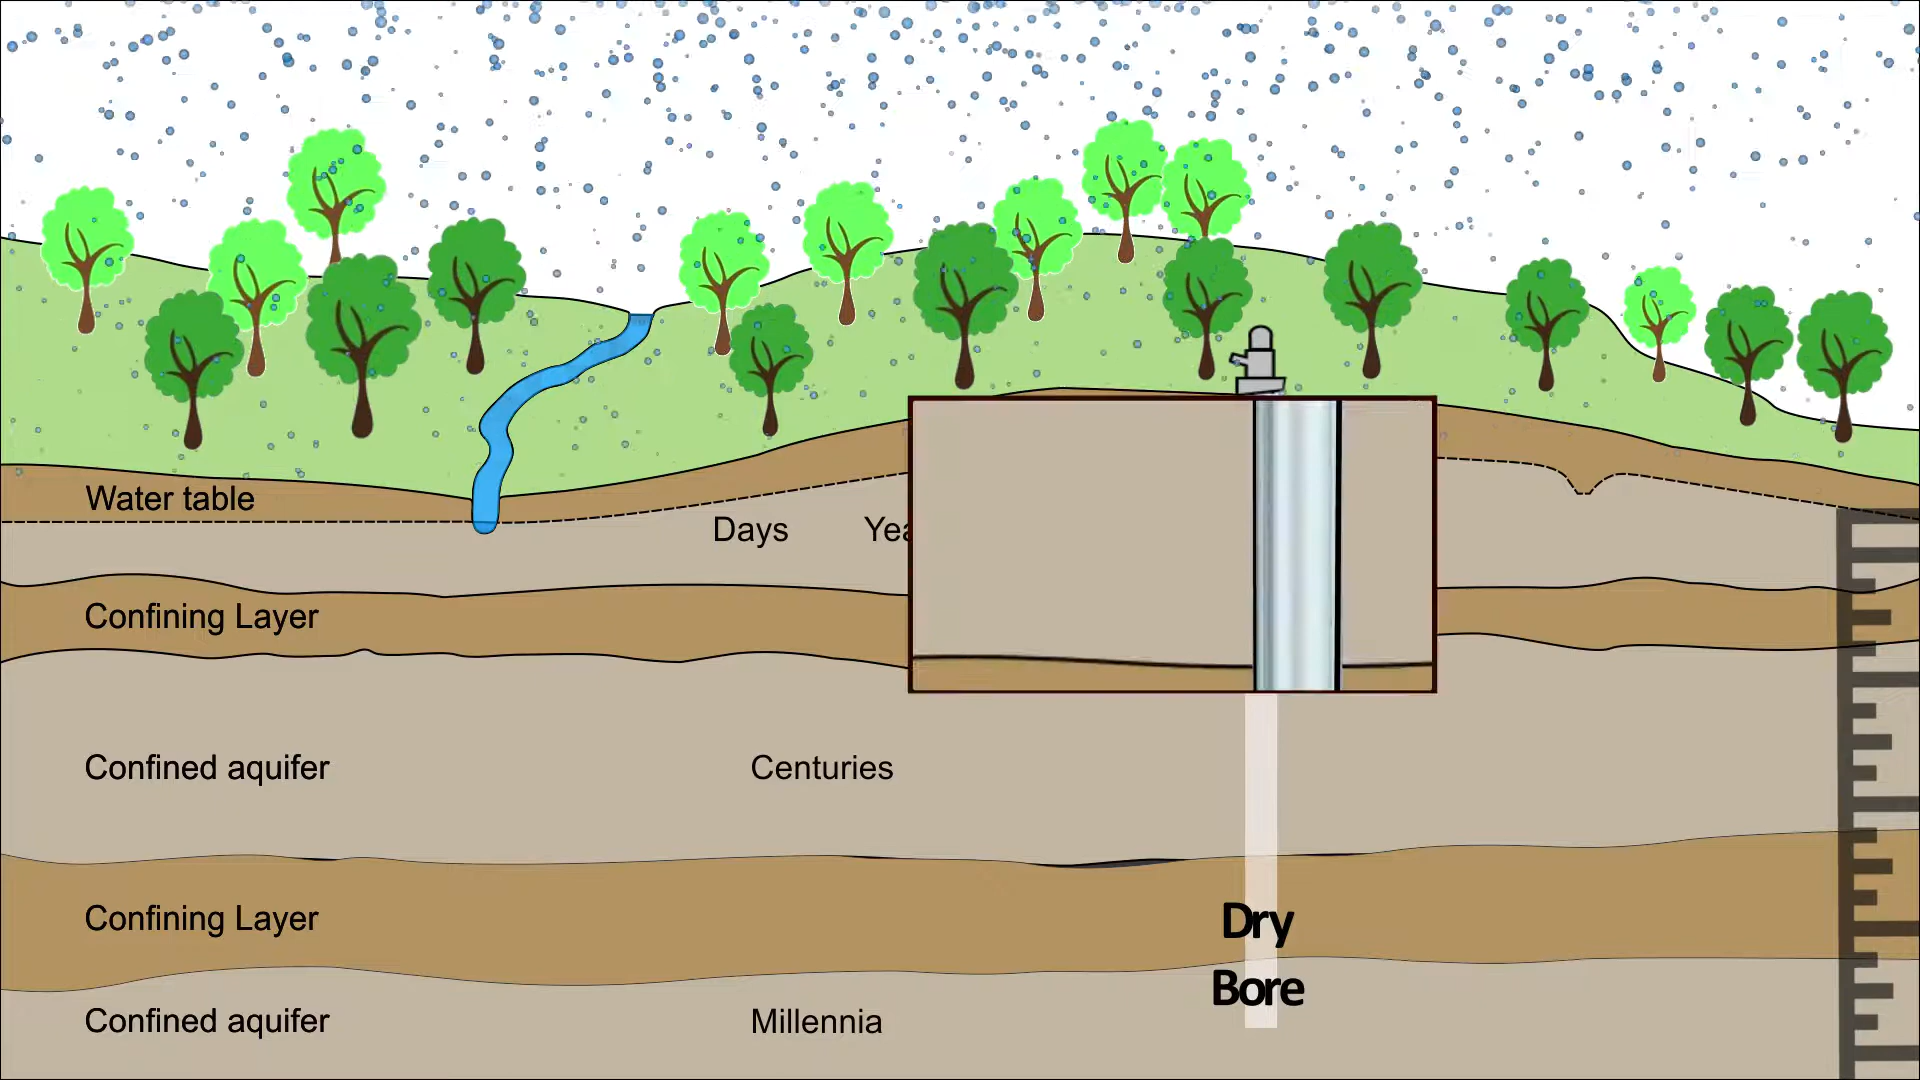 Water table
Days
Confining Layer
Confined aquifer
Centuries
Confining Layer
Dry
Bore
Confined aquifer
Millennia